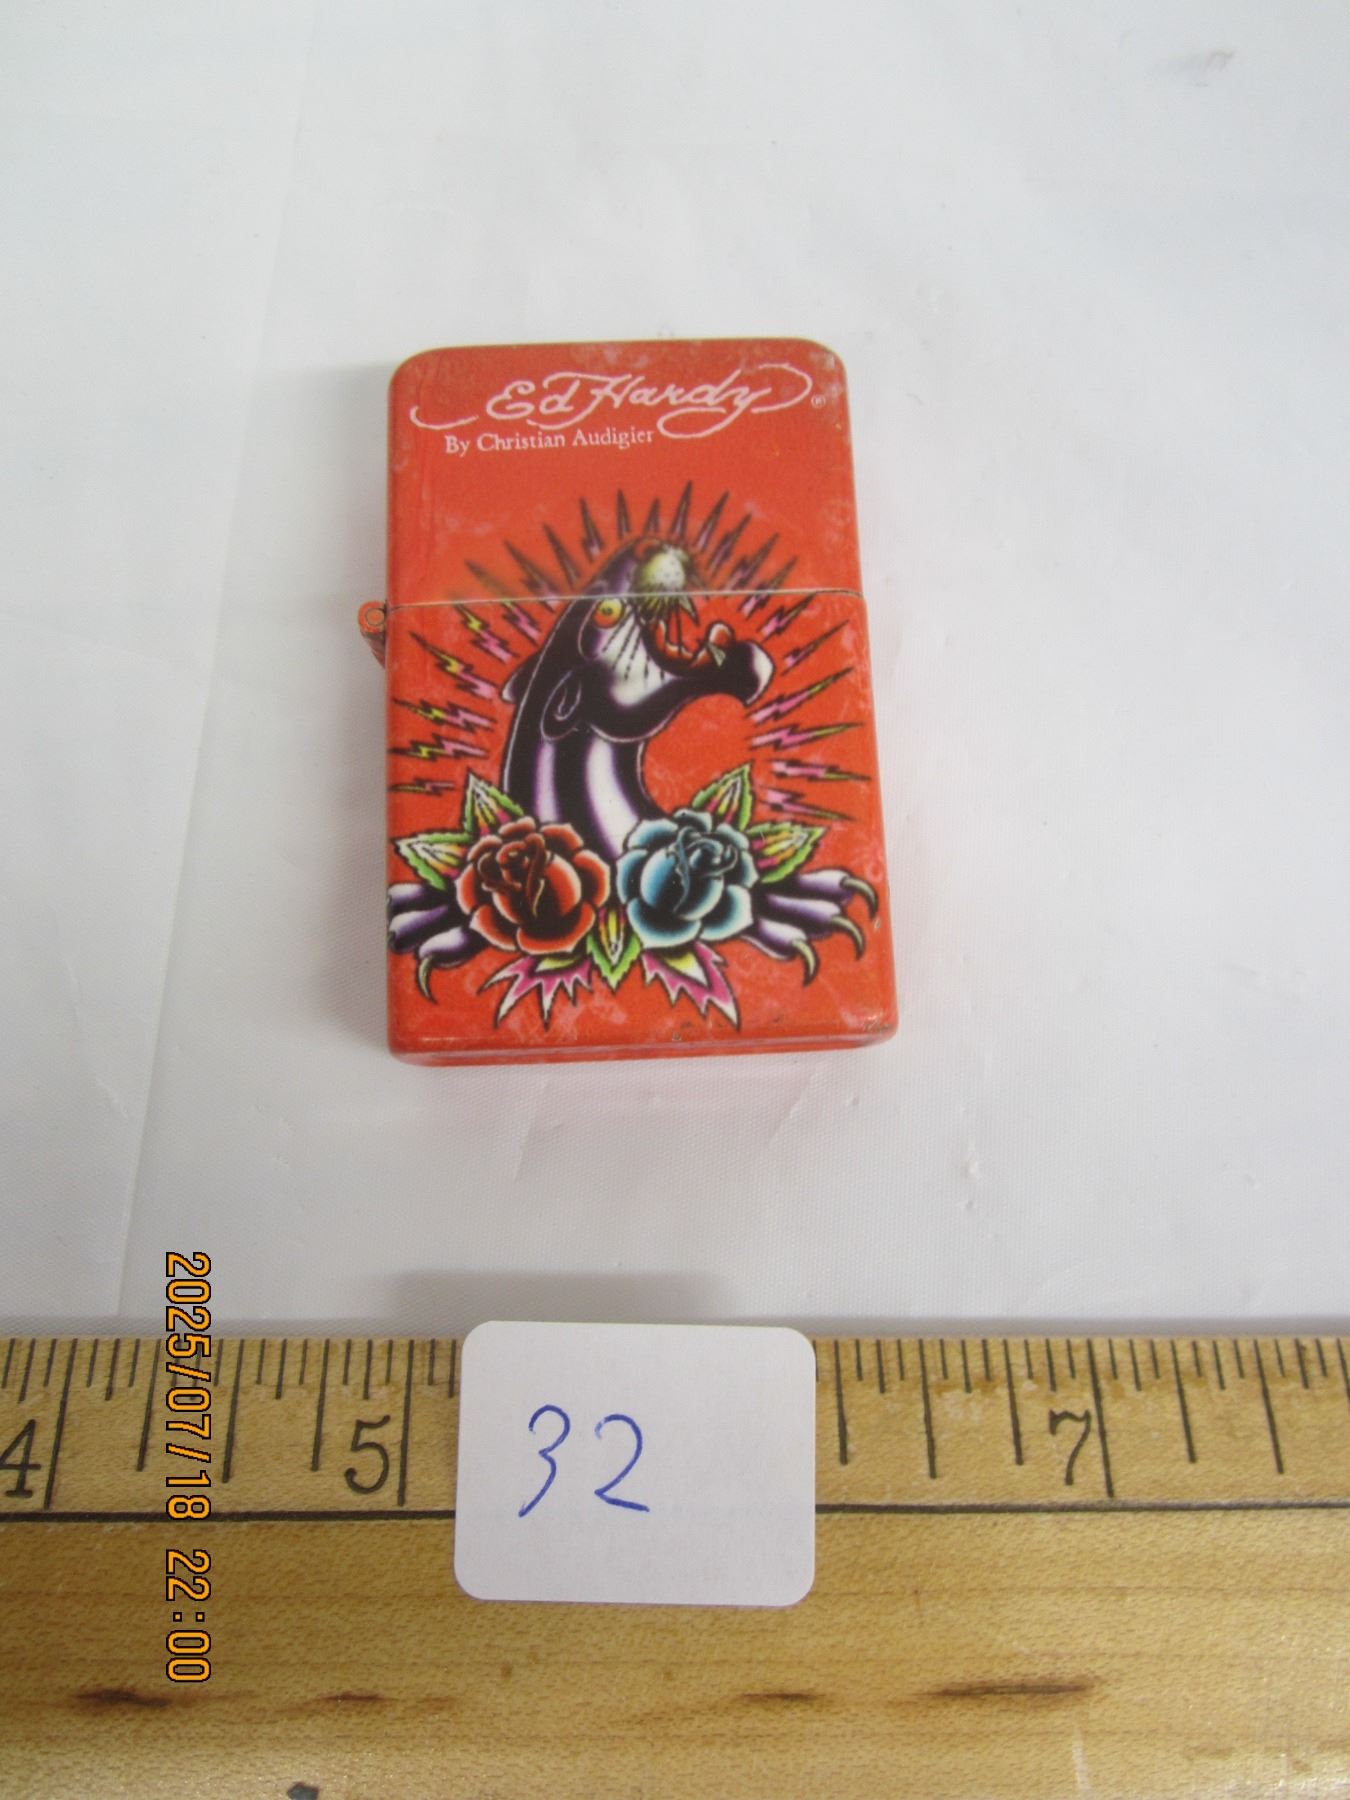 Ed Hardy ®
By Christian Audigier
32
4 5 7
2025/07/18 22:00